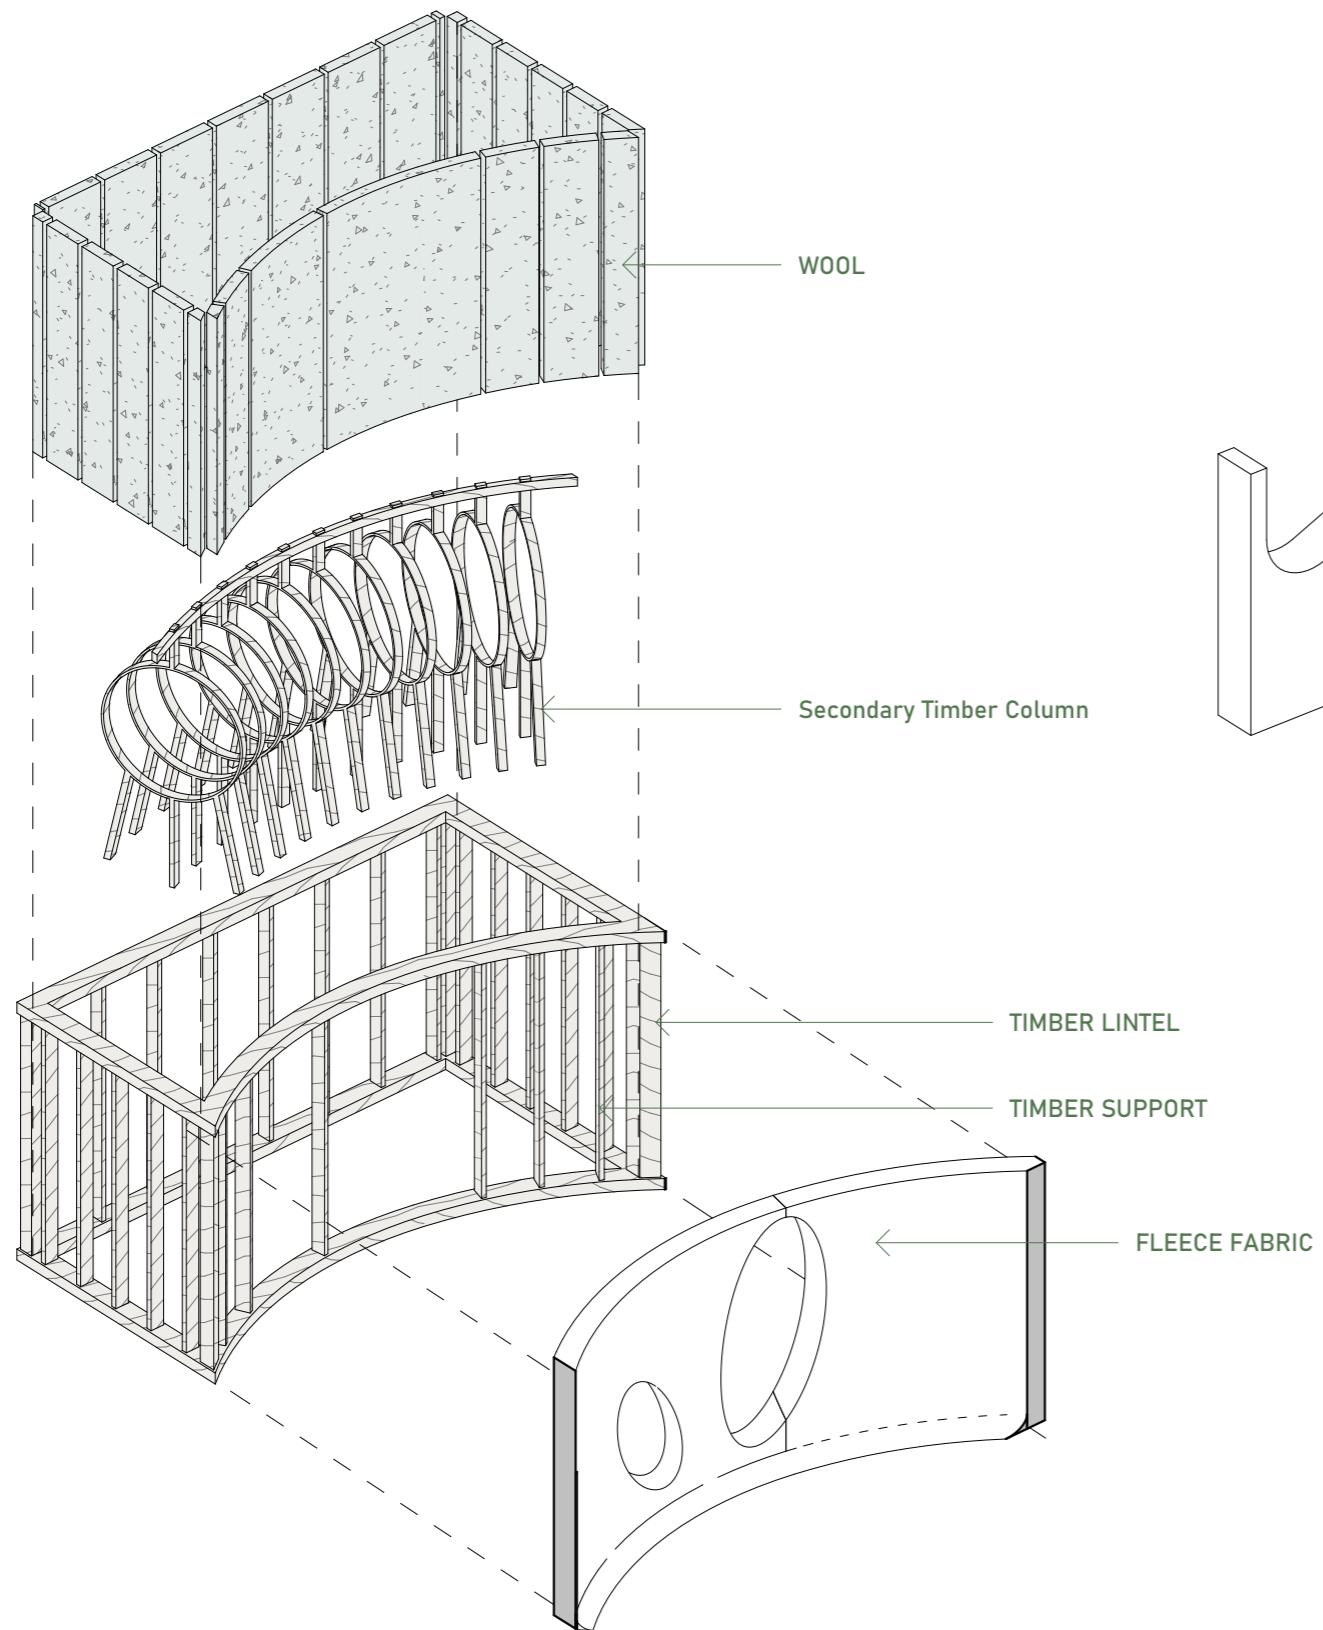 WOOL
Secondary Timber Column
TIMBER LINTEL
TIMBER SUPPORT
FLEECE FABRIC